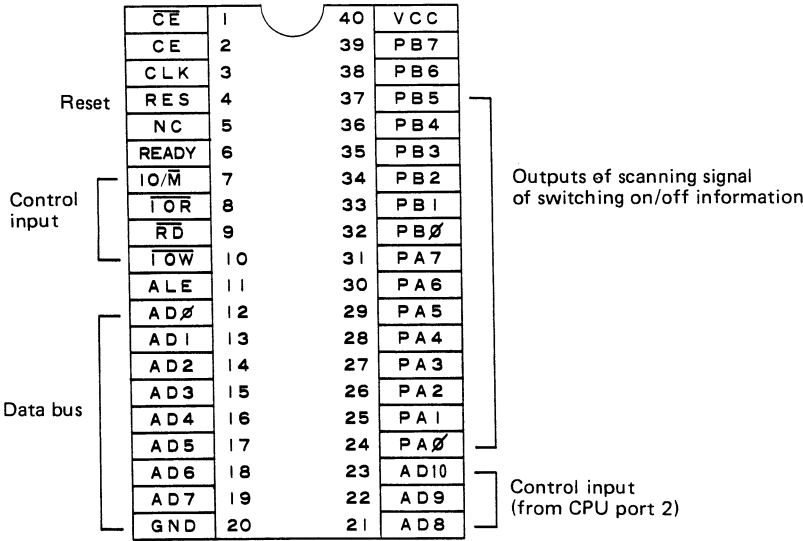 C̅E̅ 1 40 VCC
CE 2 39 PB7
CLK 3 38 PB6
Reset RES 4 37 PB5
NC 5 36 PB4
READY 6 35 PB3
IO/M̅ 7 34 PB2
I̅O̅R̅ 8 33 PB1
R̅D̅ 9 32 PBØ
I̅O̅W̅ 10 31 PA7
ALE 11 30 PA6
ADØ 12 29 PA5
AD1 13 28 PA4
AD2 14 27 PA3
AD3 15 26 PA2
AD4 16 25 PA1
AD5 17 24 PAØ
AD6 18 23 AD10
AD7 19 22 AD9
GND 20 21 AD8
Control
input
Data bus
Outputs of scanning signal
of switching on/off information
Control input
(from CPU port 2)